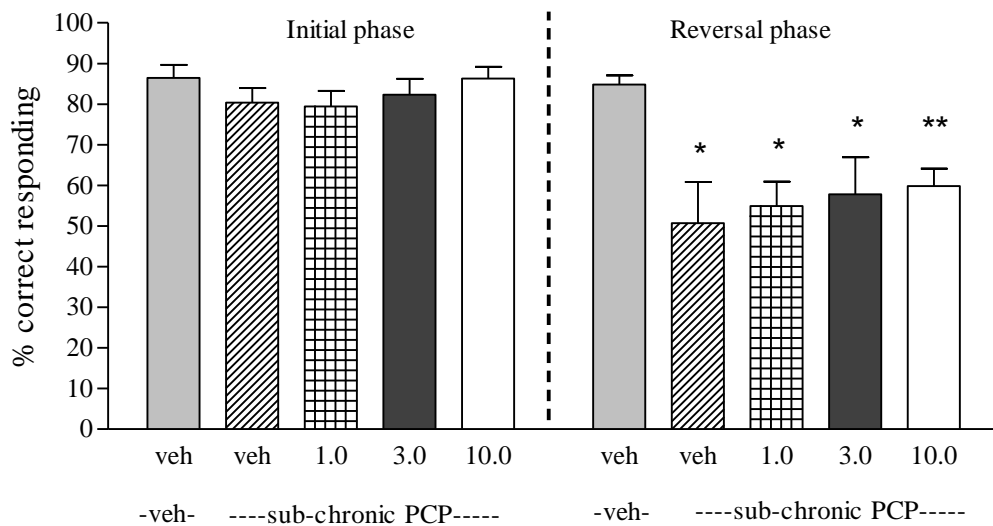 Initial phase
Reversal phase
% correct responding
100
90
80
70
60
50
40
30
20
10
0
* * * **
veh veh 1.0 3.0 10.0 veh veh 1.0 3.0 10.0
-veh- ----sub-chronic PCP----- -veh- ----sub-chronic PCP-----